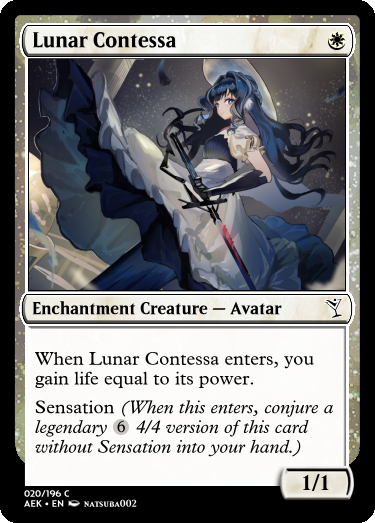 Lunar Contessa
Enchantment Creature — Avatar
When Lunar Contessa enters, you
gain life equal to its power.
Sensation (When this enters, conjure a
legendary 6 4/4 version of this card
without Sensation into your hand.)
1/1
020/196 C
AEK • EN NATSUBA002